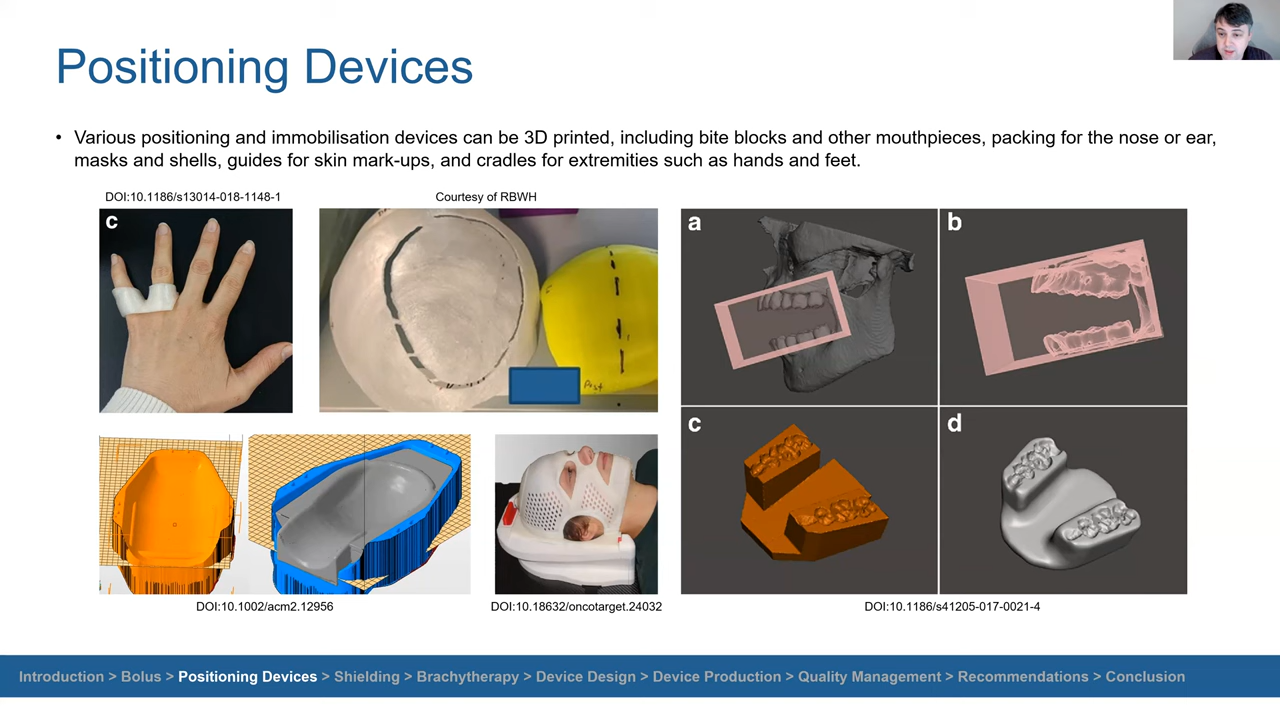 Positioning Devices
• Various positioning and immobilisation devices can be 3D printed, including bite blocks and other mouthpieces, packing for the nose or ear,
masks and shells, guides for skin mark-ups, and cradles for extremities such as hands and feet.
DOI:10.1186/s13014-018-1148-1
Courtesy of RBWH
c
a
b
Post
c
d
DOI:10.1002/acm2.12956
DOI:10.18632/oncotarget.24032
DOI:10.1186/s41205-017-0021-4
Introduction > Bolus > Positioning Devices > Shielding > Brachytherapy > Device Design > Device Production > Quality Management > Recommendations > Conclusion